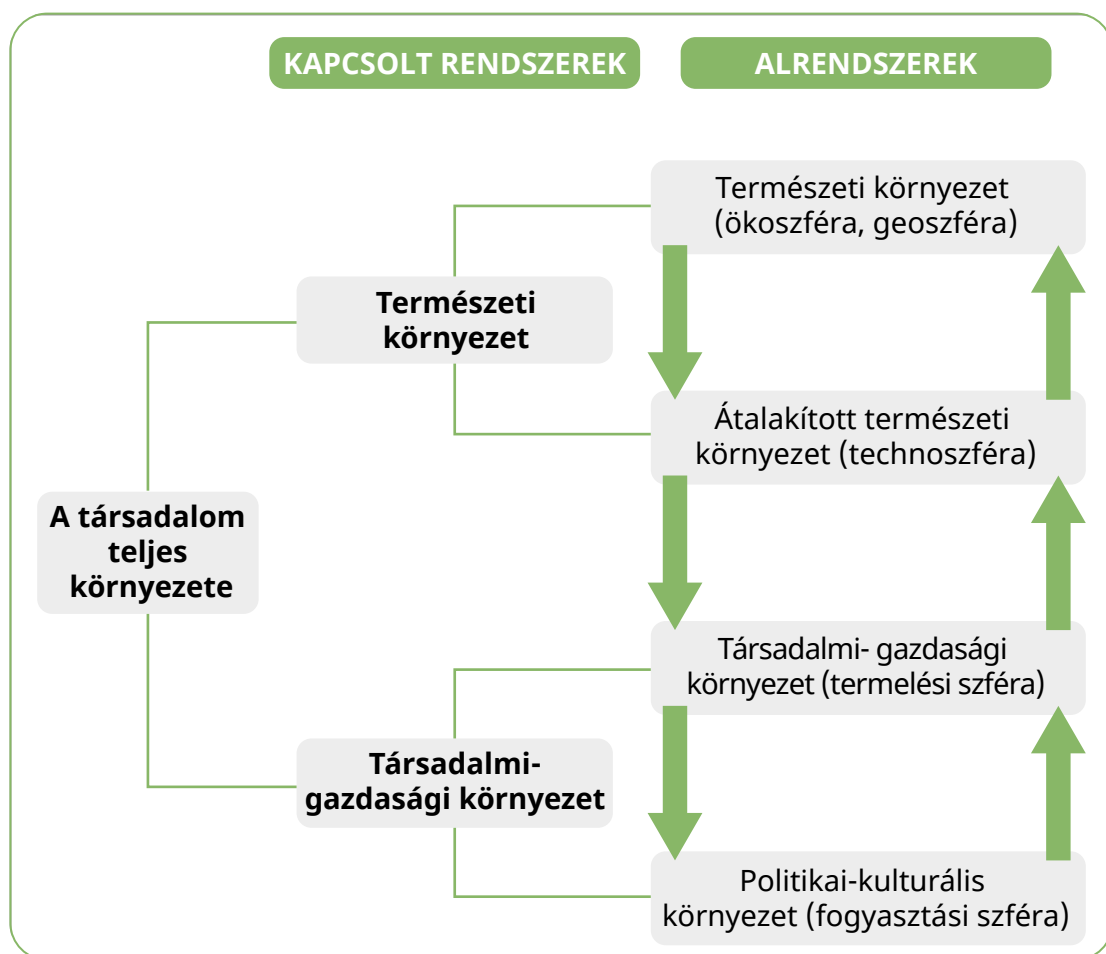 KAPCSOLT RENDSZEREK
ALRENDSZEREK
Természeti környezet
(ökoszféra, geoszféra)
Természeti
környezet
Átalakított természeti
környezet (technoszféra)
A társadalom
teljes
környezete
Társadalmi- gazdasági
környezet (termelési szféra)
Társadalmi-
gazdasági környezet
Politikai-kulturális
környezet (fogyasztási szféra)